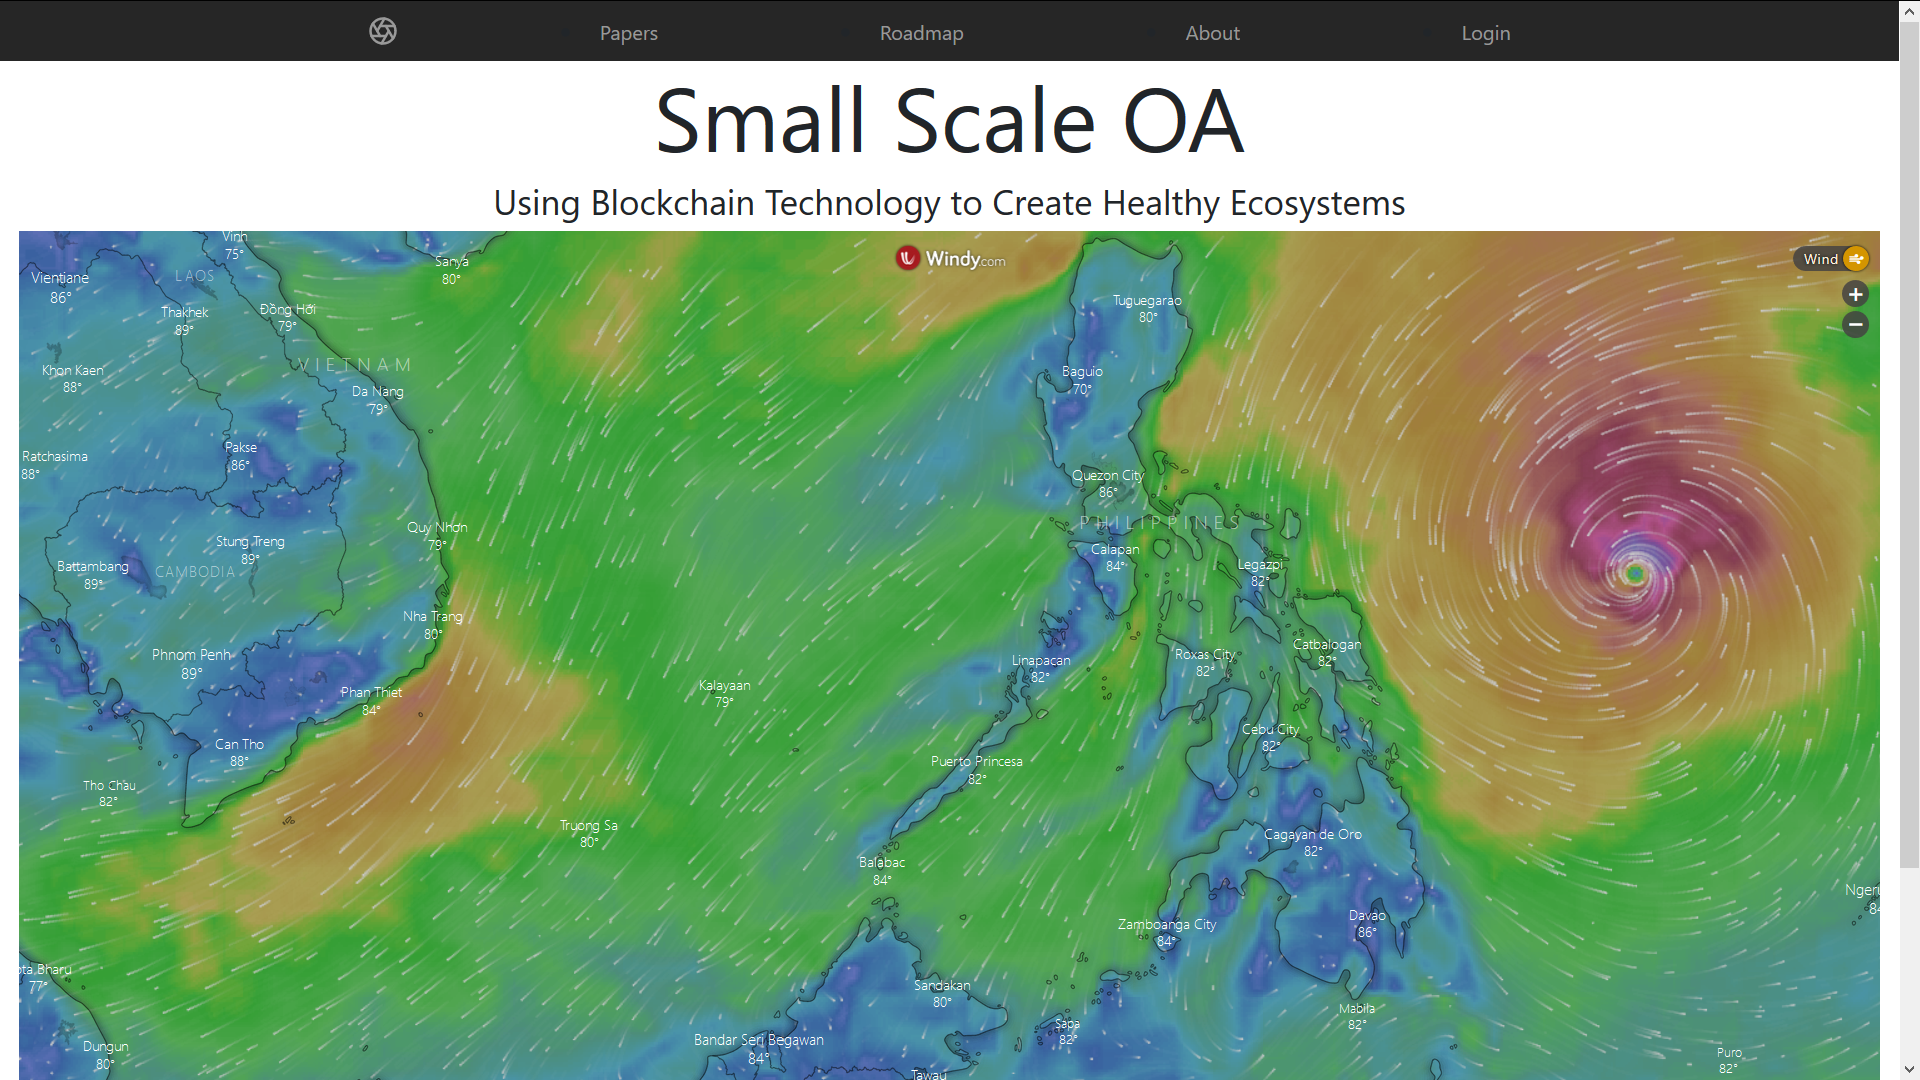 Papers
Roadmap
About
Login
Small Scale OA
Using Blockchain Technology to Create Healthy Ecosystems
Windy.com
Wind
Vinh
75°
Sanya
80°
Vientiane
86°
LAOS
Thakhek
89°
Đồng Hới
79°
Tuguegarao
80°
VIETNAM
Khon Kaen
88°
Da Nang
79°
Baguio
70°
Pakse
86°
Ratchasima
88°
Quezon City
86°
PHILIPPINES
Quy Nhơn
79°
Stung Treng
89°
Calapan
84°
Legazpi
82°
Battambang
89°
CAMBODIA
Nha Trang
80°
Phnom Penh
89°
Linapacan
82°
Roxas City
82°
Catbalogan
82°
Phan Thiet
84°
Kalayaan
79°
Can Tho
88°
Cebu City
82°
Puerto Princesa
82°
Tho Chau
82°
Truong Sa
80°
Cagayan de Oro
82°
Balabac
84°
Ngeru
84
Davao
86°
Zamboanga City
84°
ota Bharu
77°
Sandakan
80°
Mabila
82°
Sapa
82°
Bandar Seri Begawan
84°
Dungun
80°
Puro
82°
Tawau